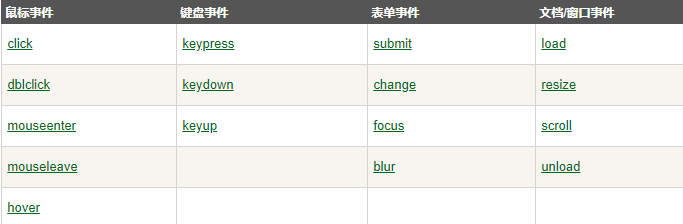 鼠标事件 键盘事件 表单事件 文档/窗口事件
click keypress submit load
dblclick keydown change resize
mouseenter keyup focus scroll
mouseleave blur unload
hover